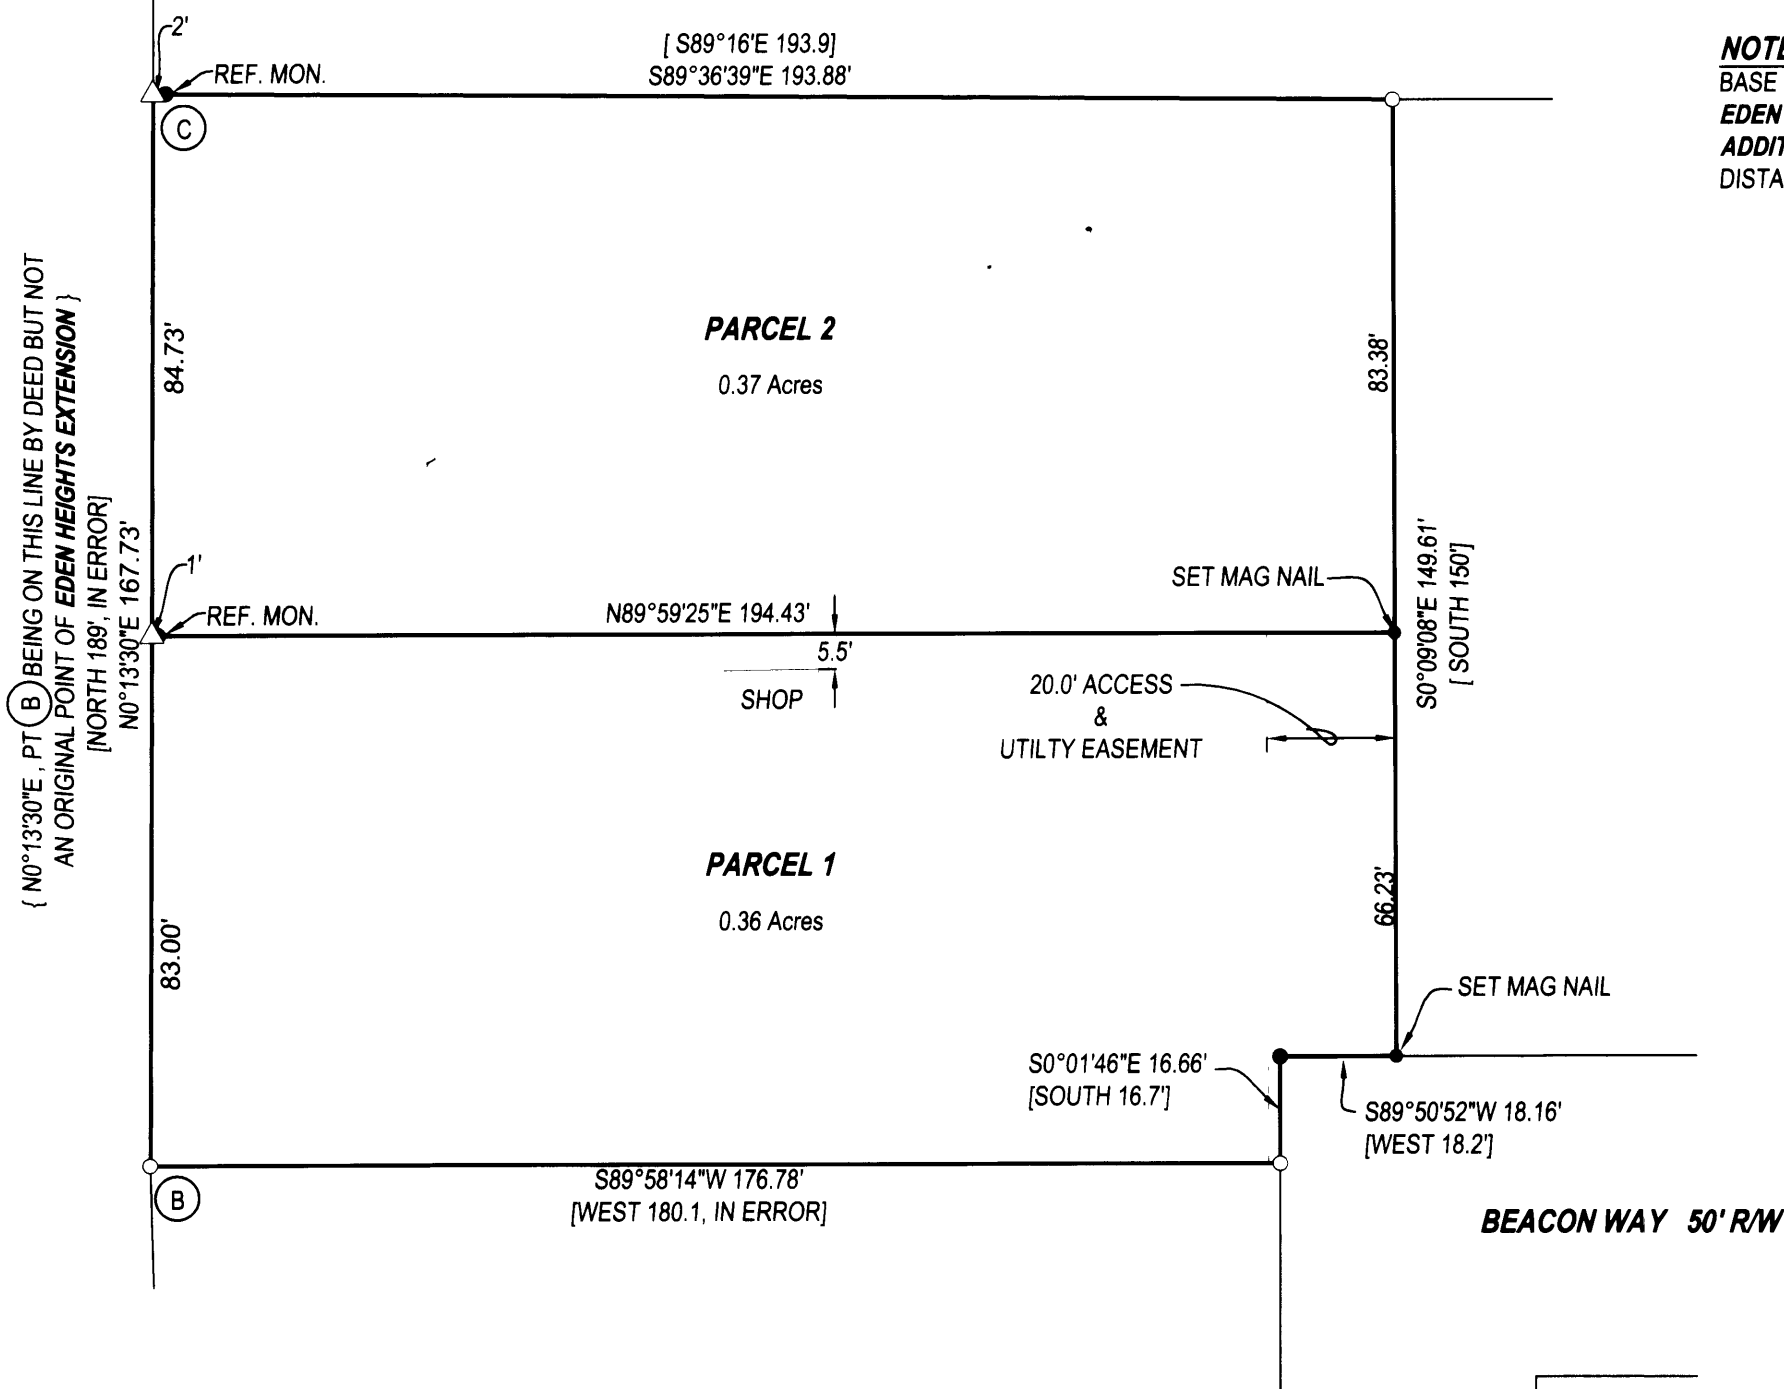 2'
[ S89°16'E 193.9]
S89°36'39"E 193.88'
REF. MON.
C
NOTE
BASE
EDEN
ADDIT
DISTA
{ N0°13'30"E , PT B BEING ON THIS LINE BY DEED BUT NOT
AN ORIGINAL POINT OF EDEN HEIGHTS EXTENSION }
[NORTH 189', IN ERROR]
N0°13'30"E 167.73'
84.73'
PARCEL 2
0.37 Acres
83.38'
1'
REF. MON.
N89°59'25"E 194.43'
SET MAG NAIL
S0°09'08"E 149.61'
[ SOUTH 150']
5.5'
SHOP
20.0' ACCESS
&
UTILTY EASEMENT
PARCEL 1
0.36 Acres
83.00'
66.23'
SET MAG NAIL
S0°01'46"E 16.66'
[SOUTH 16.7']
S89°50'52"W 18.16'
[WEST 18.2']
B
S89°58'14"W 176.78'
[WEST 180.1, IN ERROR]
BEACON WAY 50' R/W